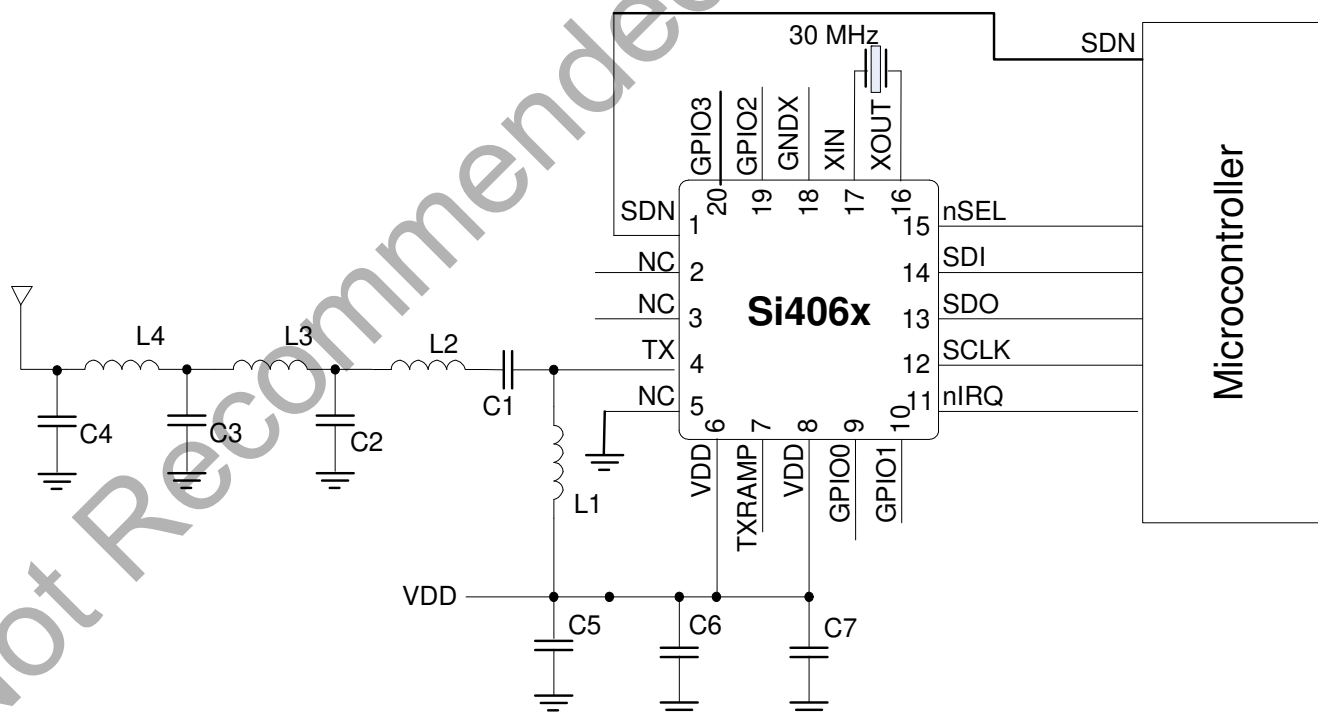 Not Recommended
30 MHz
SDN
GPIO3
GPIO2
GNDX
XIN
XOUT
20
19
18
17
16
SDN
1
NC
2
NC
3
TX
4
NC
5
Si406x
15
nSEL
14
SDI
13
SDO
12
SCLK
11
nIRQ
Microcontroller
6
7
8
9
10
VDD
TXRAMP
VDD
GPIO0
GPIO1
L4
L3
L2
C1
C4
C3
C2
L1
VDD
C5
C6
C7